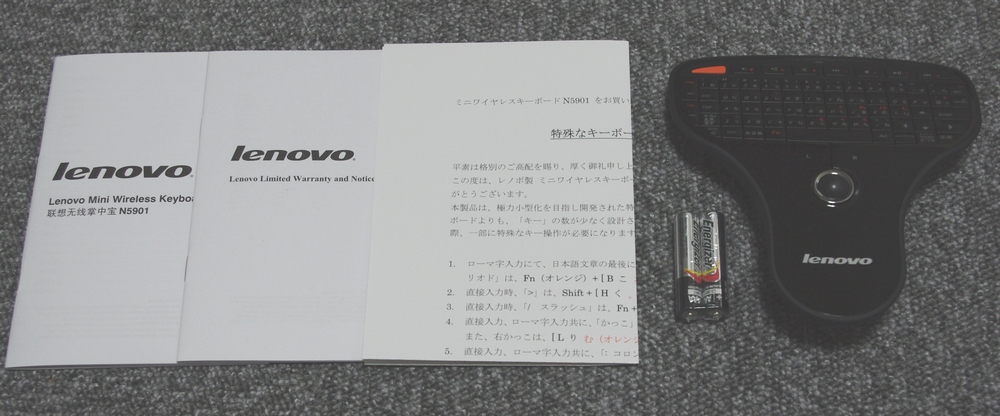 lenovo
Lenovo Mini Wireless Keyboa
联想无线掌中宝 N5901
lenovo
Lenovo Limited Warranty and Notice
ミニワイヤレスキーボード N5901 をお買い
特殊なキーボー
平素は格別のご高配を賜り、厚く御礼申し上
この度は、レノボ製 ミニワイヤレスキーボー
がとうございます。
本製品は、極力小型化を目指し開発された特
ボードよりも、「キー」の数が少なく設計さ
際、一部に特殊なキー操作が必要になります
1. ローマ字入力にて、日本語文章の最後に
リオド」は、Fn（オレンジ）+ [ B こ
2. 直接入力時、「>」は、Shift + [ H く
3. 直接入力時、「/ スラッシュ」は、Fn +
4. 直接入力、ローマ字入力共に、「かっこ」
また、右かっこは、[ L り む（オレンジ
5. 直接入力、ローマ字入力共に、「: コロン
Energizer
lenovo